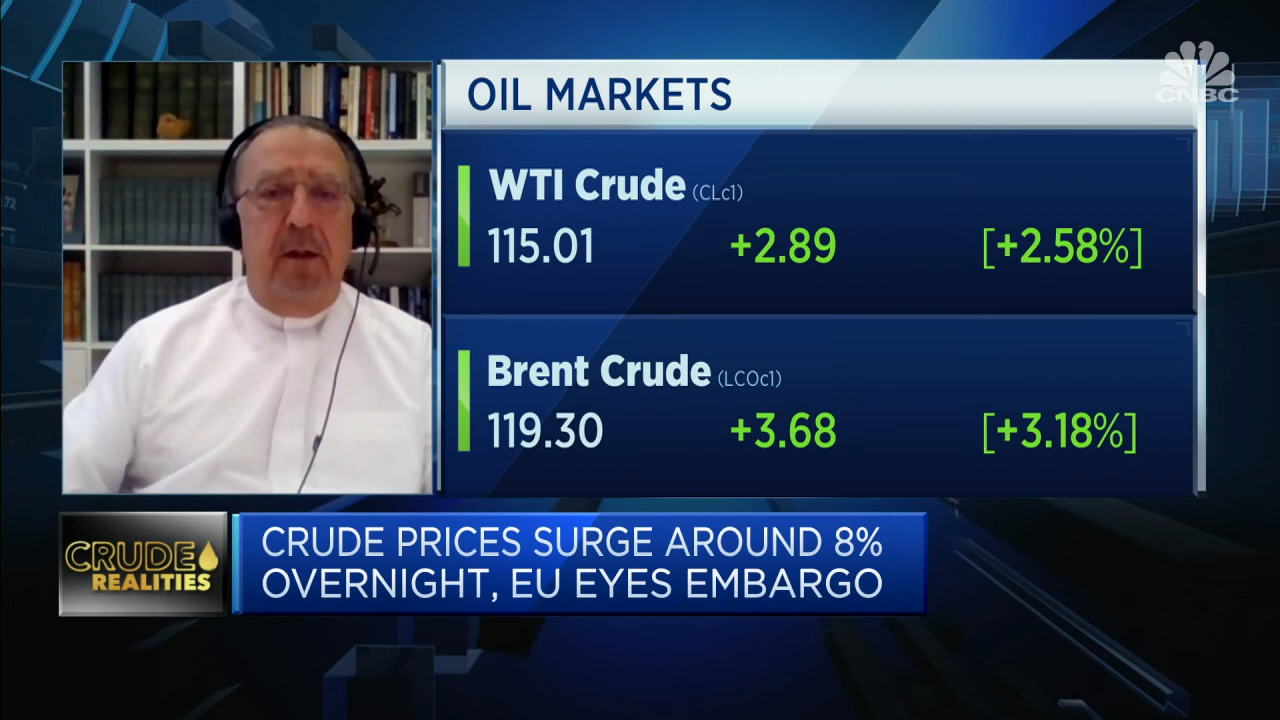 CNBC
OIL MARKETS
WTI Crude (CLc1)
115.01 +2.89 [+2.58%]
Brent Crude (LCOc1)
119.30 +3.68 [+3.18%]
CRUDE REALITIES
CRUDE PRICES SURGE AROUND 8%
OVERNIGHT, EU EYES EMBARGO